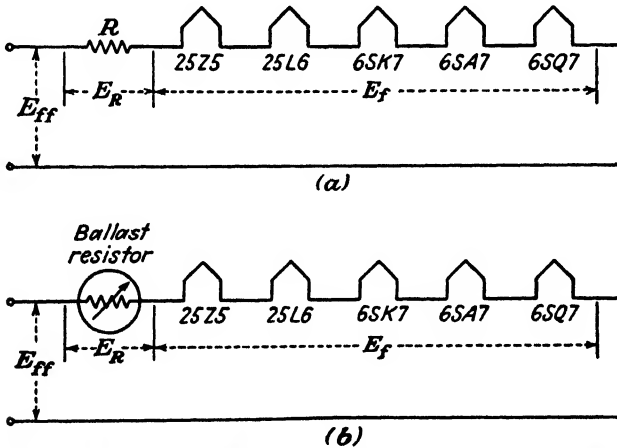 R
25Z5 25L6 6SK7 6SA7 6SQ7
E_R E_f
E_ff
(a)
Ballast
resistor
25Z5 25L6 6SK7 6SA7 6SQ7
E_R E_f
E_ff
(b)